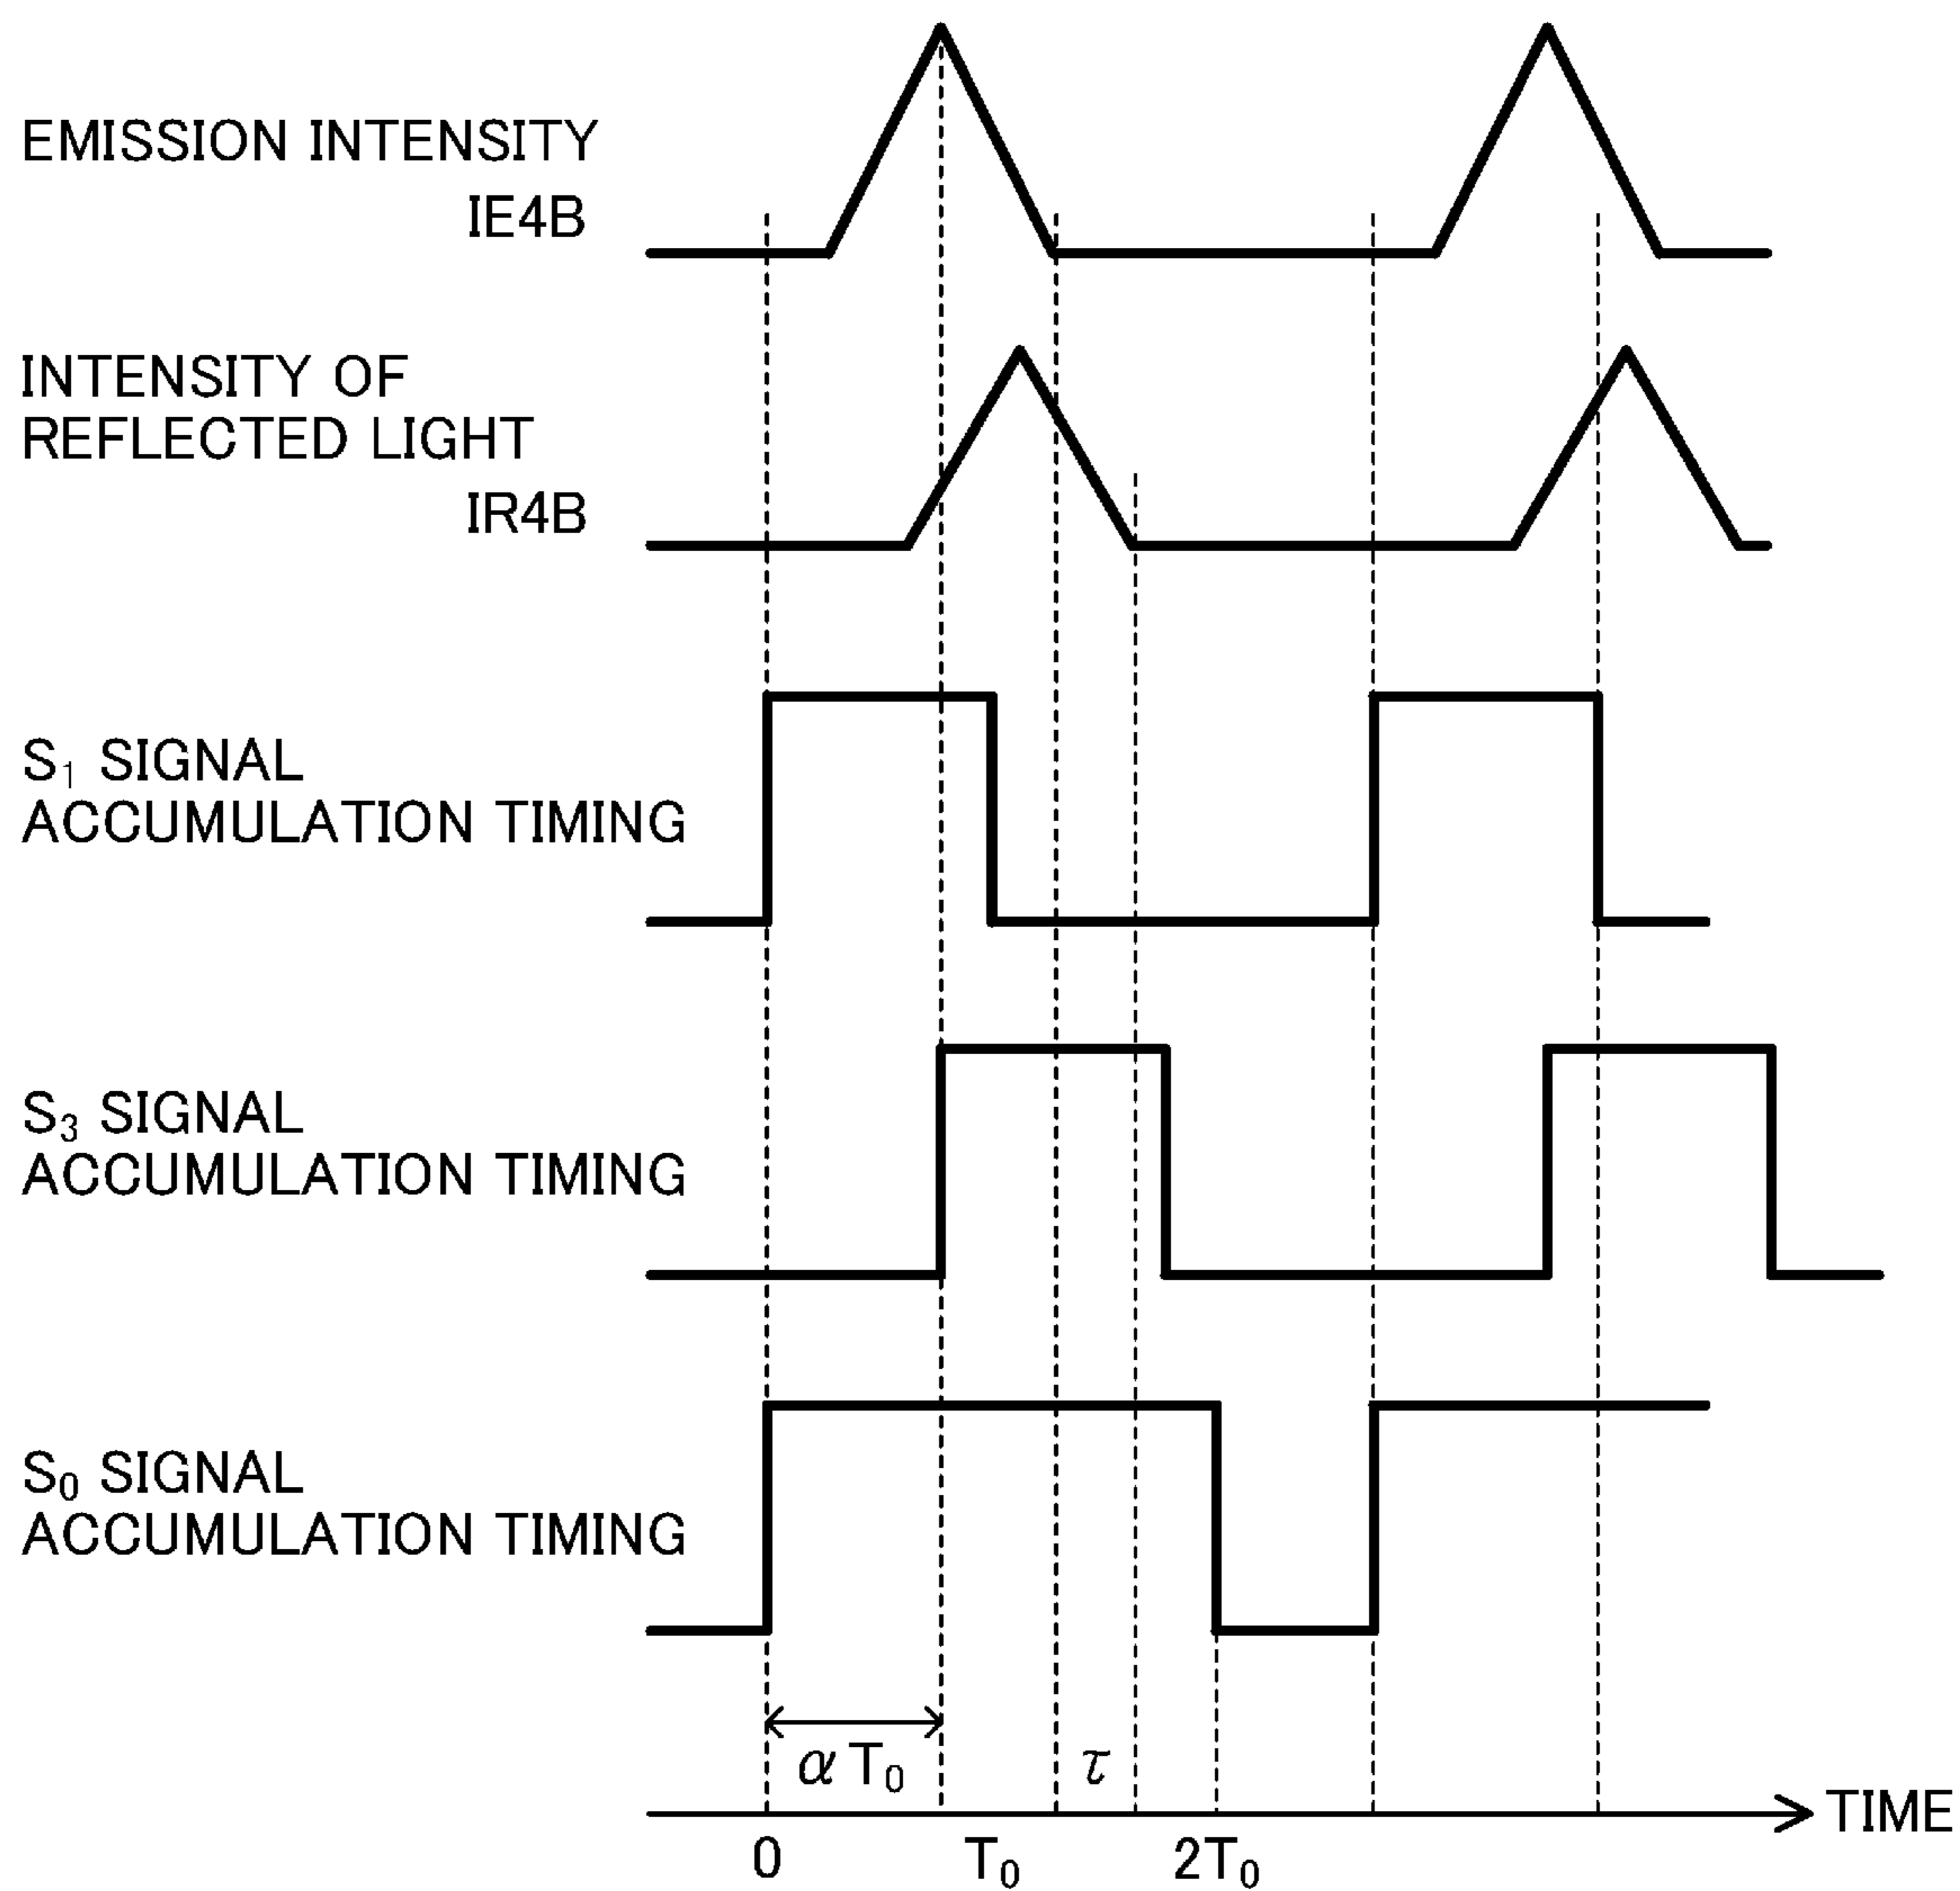 EMISSION INTENSITY
IE4B
INTENSITY OF
REFLECTED LIGHT
IR4B
S₁ SIGNAL
ACCUMULATION TIMING
S₃ SIGNAL
ACCUMULATION TIMING
S₀ SIGNAL
ACCUMULATION TIMING
α T₀
τ
TIME
0
T₀
2T₀